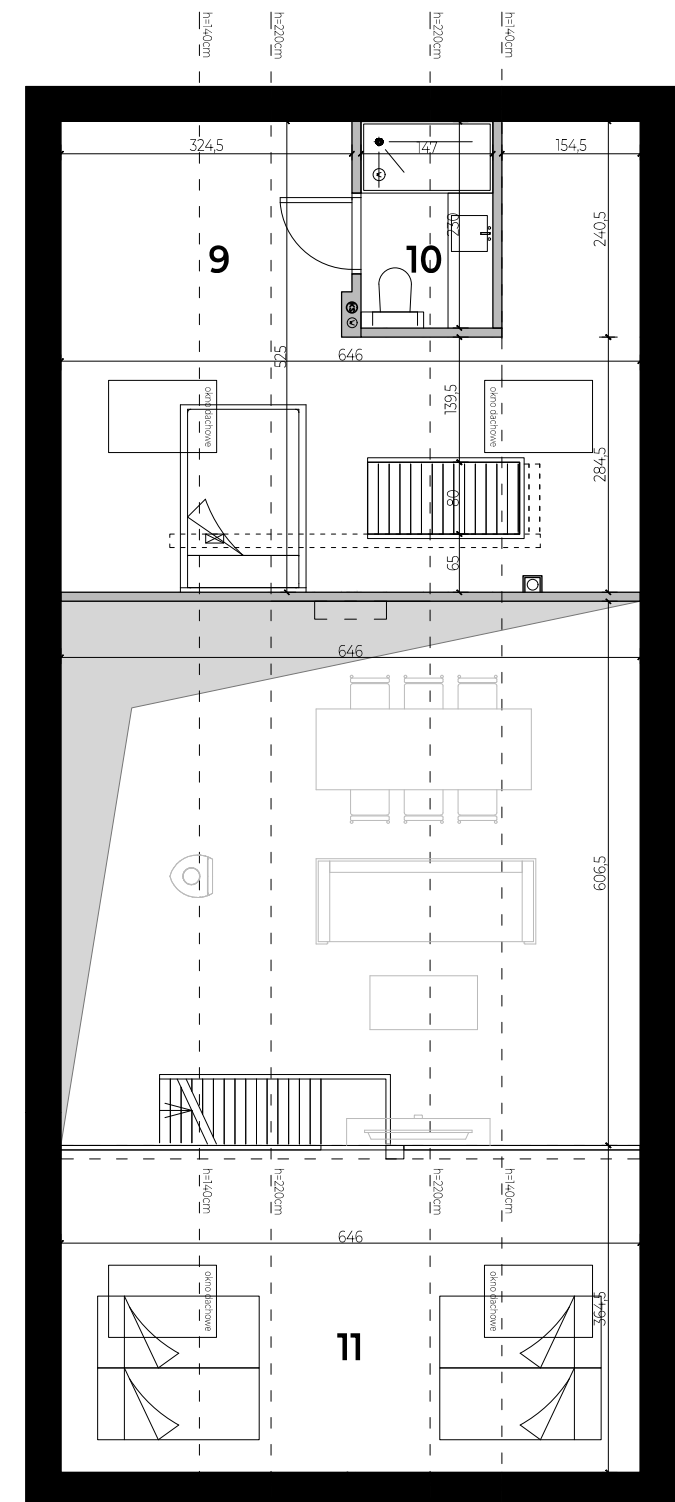 h=140cm
h=220cm
h=220cm
h=140cm
324,5
147
154,5
9
10
230
240,5
525
646
okno dachowe
okno dachowe
139,5
284,5
80
65
646
606,5
h=140cm
h=220cm
h=220cm
h=140cm
646
okno dachowe
okno dachowe
364,5
11